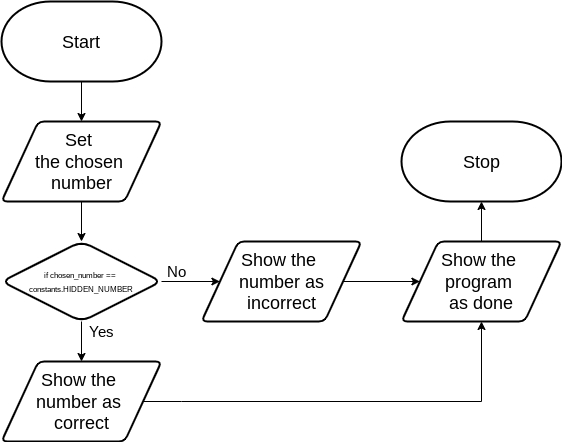 Start
Set
the chosen
number
Stop
if chosen_number ==
constants.HIDDEN_NUMBER
No
Show the
number as
incorrect
Show the
program
as done
Yes
Show the
number as
correct